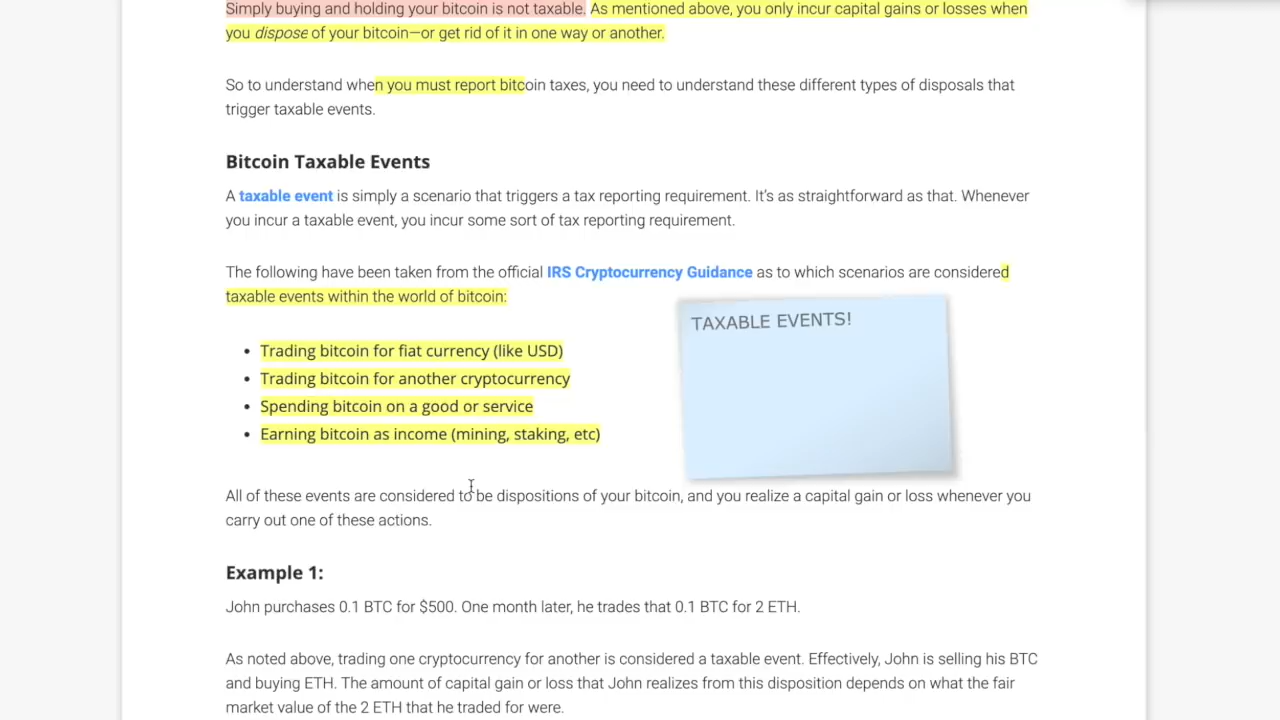 Simply buying and holding your bitcoin is not taxable. As mentioned above, you only incur capital gains or losses when
you dispose of your bitcoin—or get rid of it in one way or another.
So to understand when you must report bitcoin taxes, you need to understand these different types of disposals that
trigger taxable events.
Bitcoin Taxable Events
A taxable event is simply a scenario that triggers a tax reporting requirement. It's as straightforward as that. Whenever
you incur a taxable event, you incur some sort of tax reporting requirement.
The following have been taken from the official IRS Cryptocurrency Guidance as to which scenarios are considered
taxable events within the world of bitcoin:
TAXABLE EVENTS!
• Trading bitcoin for fiat currency (like USD)
• Trading bitcoin for another cryptocurrency
• Spending bitcoin on a good or service
• Earning bitcoin as income (mining, staking, etc)
All of these events are considered to be dispositions of your bitcoin, and you realize a capital gain or loss whenever you
carry out one of these actions.
Example 1:
John purchases 0.1 BTC for $500. One month later, he trades that 0.1 BTC for 2 ETH.
As noted above, trading one cryptocurrency for another is considered a taxable event. Effectively, John is selling his BTC
and buying ETH. The amount of capital gain or loss that John realizes from this disposition depends on what the fair
market value of the 2 ETH that he traded for were.